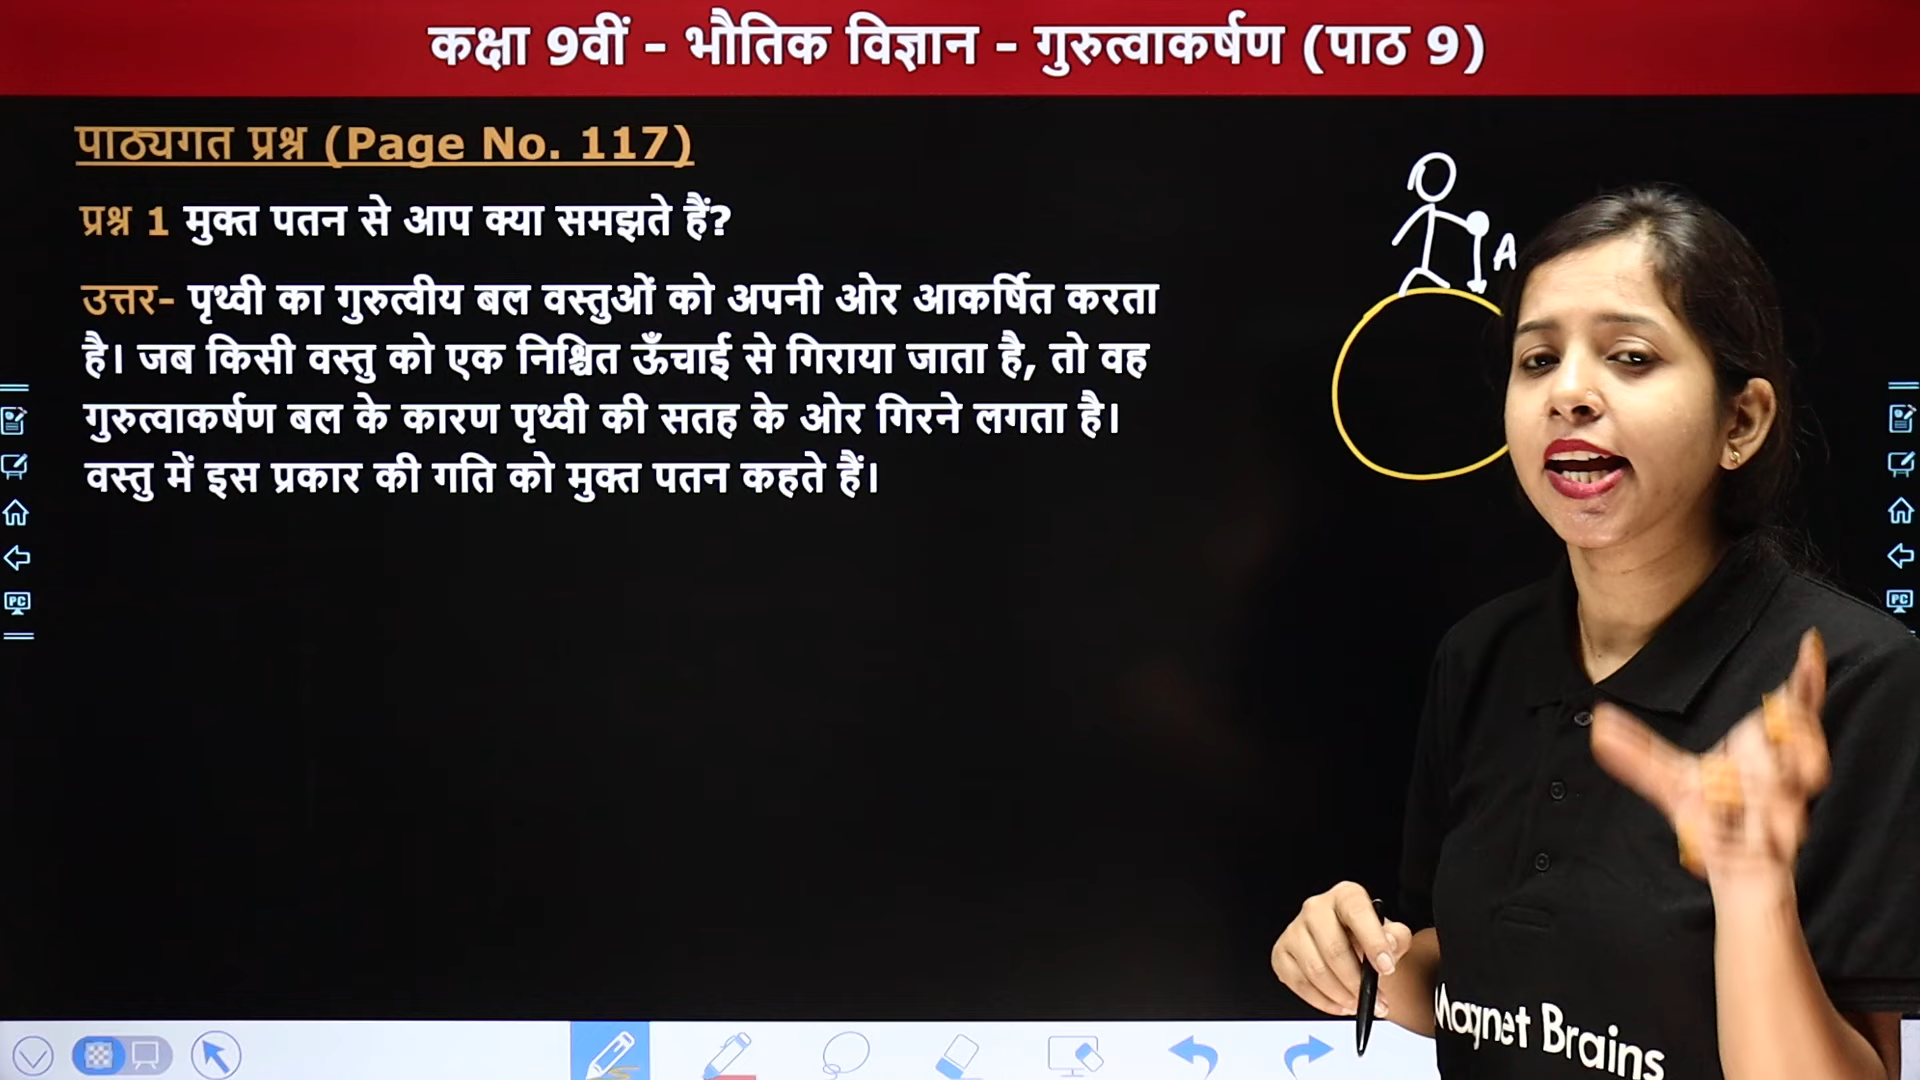 कक्षा 9वीं - भौतिक विज्ञान - गुरुत्वाकर्षण (पाठ 9)
पाठ्यगत प्रश्न (Page No. 117)
प्रश्न 1 मुक्त पतन से आप क्या समझते हैं?
उत्तर- पृथ्वी का गुरुत्वीय बल वस्तुओं को अपनी ओर आकर्षित करता
है। जब किसी वस्तु को एक निश्चित ऊँचाई से गिराया जाता है, तो वह
गुरुत्वाकर्षण बल के कारण पृथ्वी की सतह के ओर गिरने लगता है।
वस्तु में इस प्रकार की गति को मुक्त पतन कहते हैं।
A
PC
PC
Magnet Brains